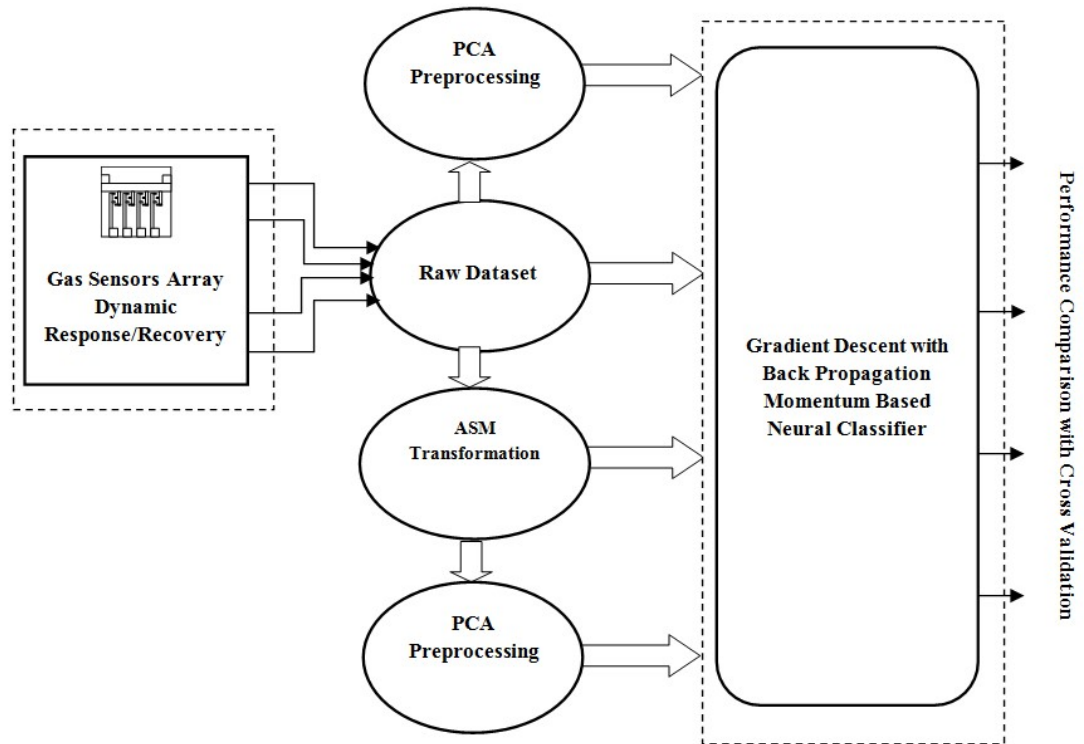 PCA
Preprocessing
Gas Sensors Array
Dynamic
Response/Recovery
Raw Dataset
ASM
Transformation
PCA
Preprocessing
Gradient Descent with
Back Propagation
Momentum Based
Neural Classifier
Performance Comparison with Cross Validation